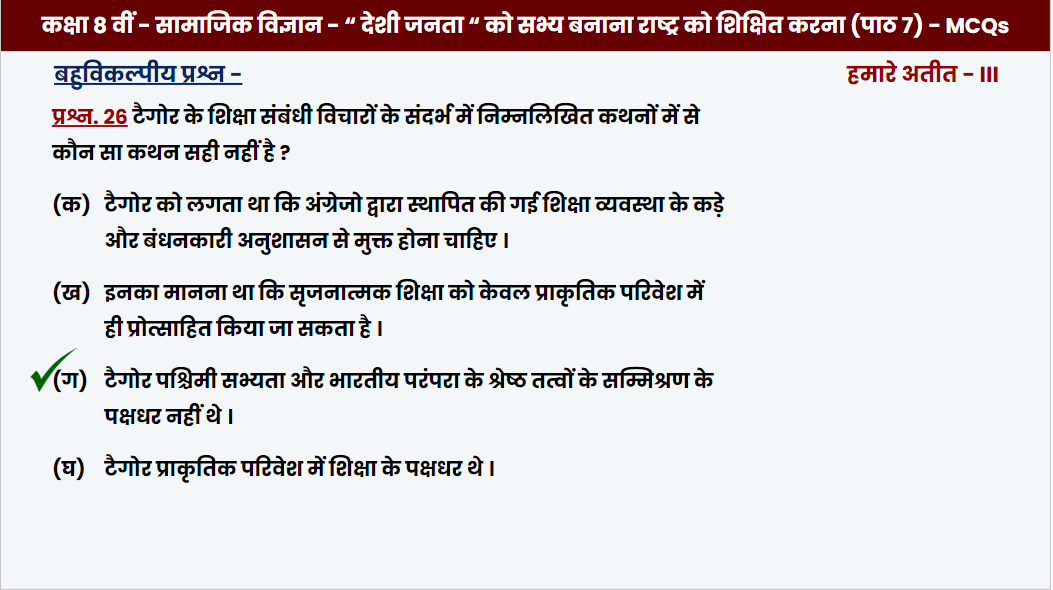 कक्षा 8 वीं - सामाजिक विज्ञान - “ देशी जनता “ को सभ्य बनाना राष्ट्र को शिक्षित करना (पाठ 7) - MCQs
बहुविकल्पीय प्रश्न -
हमारे अतीत - III
प्रश्न. 26 टैगोर के शिक्षा संबंधी विचारों के संदर्भ में निम्नलिखित कथनों में से
कौन सा कथन सही नहीं है ?
(क) टैगोर को लगता था कि अंग्रेजो द्वारा स्थापित की गई शिक्षा व्यवस्था के कड़े
और बंधनकारी अनुशासन से मुक्त होना चाहिए ।
(ख) इनका मानना था कि सृजनात्मक शिक्षा को केवल प्राकृतिक परिवेश में
ही प्रोत्साहित किया जा सकता है ।
(ग) टैगोर पश्चिमी सभ्यता और भारतीय परंपरा के श्रेष्ठ तत्वों के सम्मिश्रण के
पक्षधर नहीं थे ।
(घ) टैगोर प्राकृतिक परिवेश में शिक्षा के पक्षधर थे ।